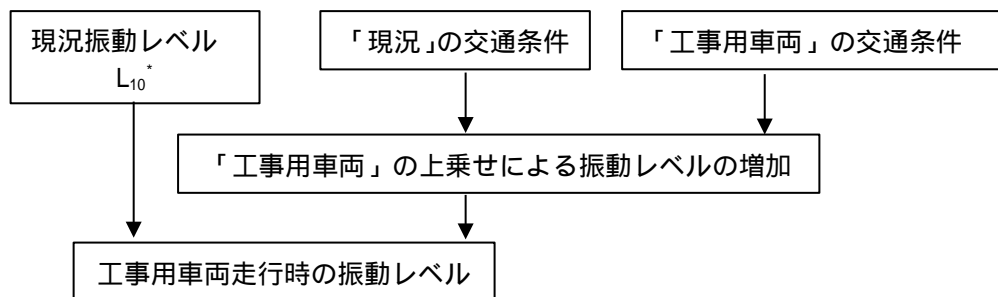 現況振動レベル
L₁₀*
「現況」の交通条件
「工事用車両」の交通条件
「工事用車両」の上乗せによる振動レベルの増加
工事用車両走行時の振動レベル